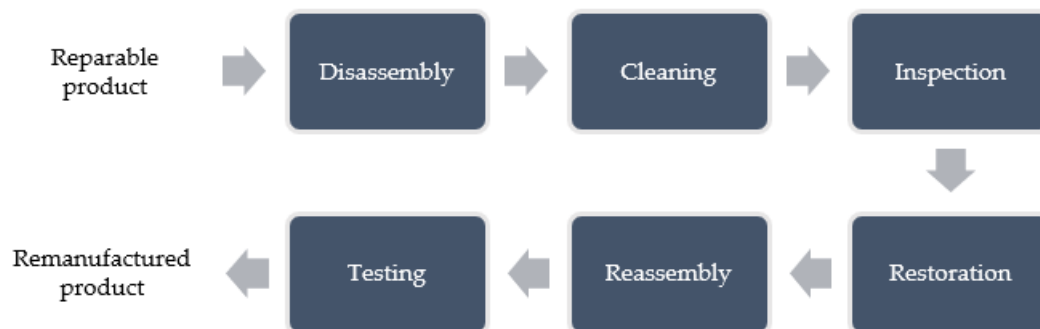 Reparable
product
Disassembly
Cleaning
Inspection
Remanufactured
product
Testing
Reassembly
Restoration